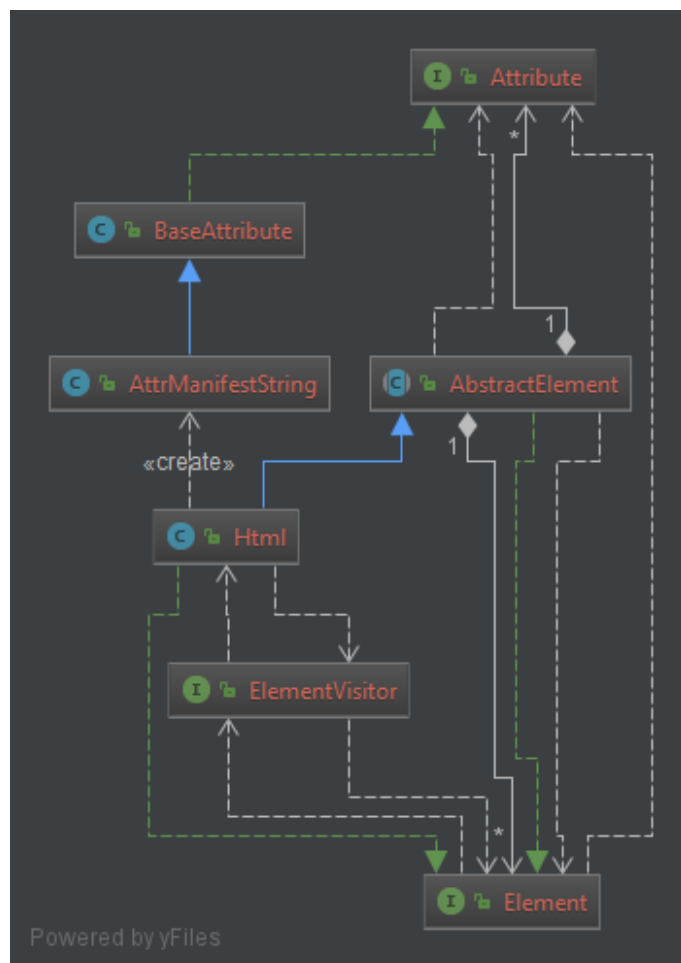 I Attribute
*
C BaseAttribute
1
C AttrManifestString
C AbstractElement
«create»
1
C Html
I ElementVisitor
*
I Element
Powered by yFiles